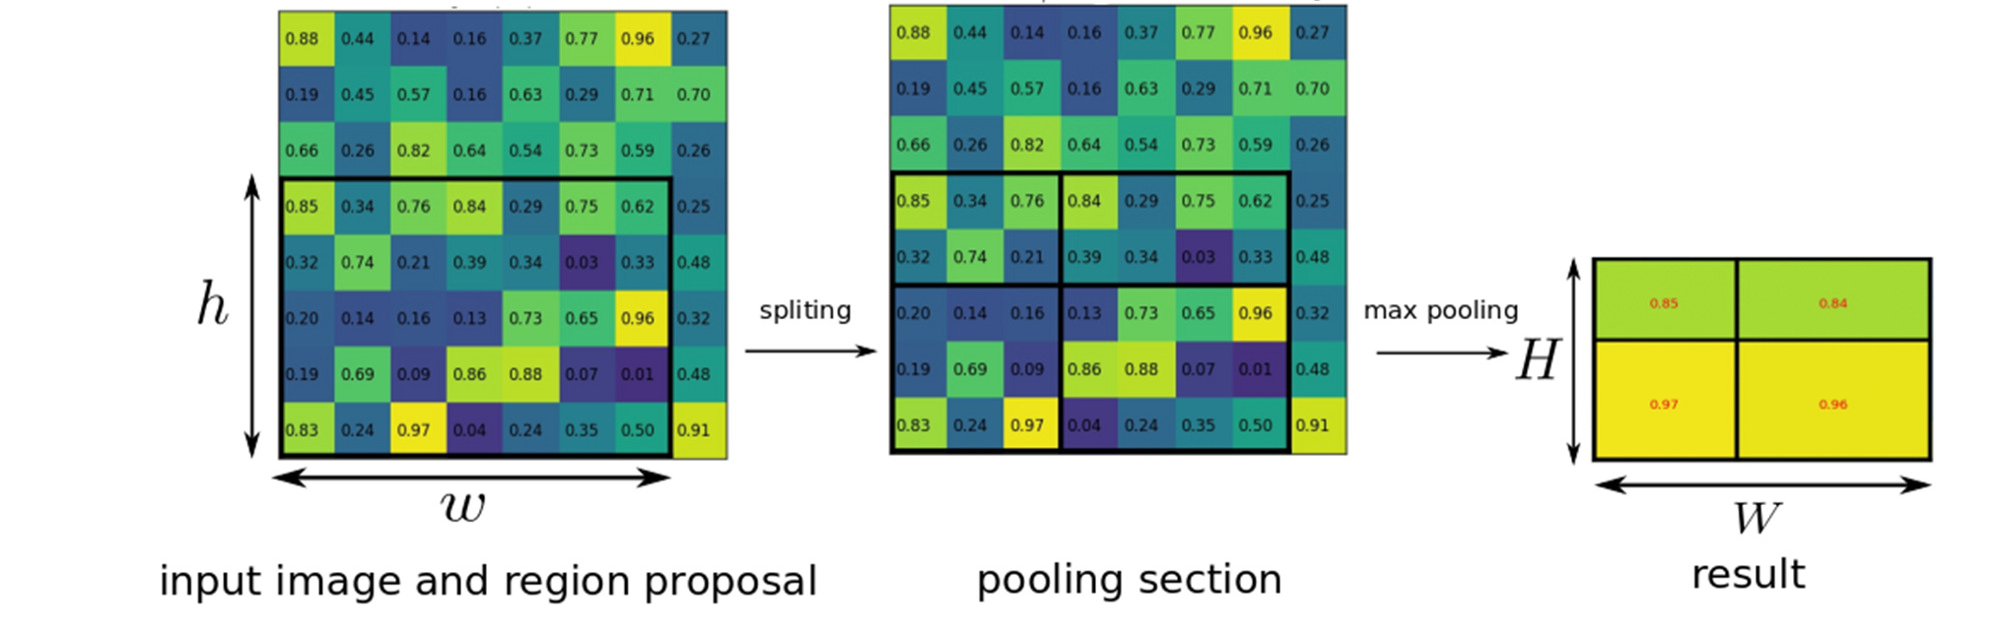 0.88 0.44 0.14 0.16 0.37 0.77 0.96 0.27
0.19 0.45 0.57 0.16 0.63 0.29 0.71 0.70
0.66 0.26 0.82 0.64 0.54 0.73 0.59 0.26
0.85 0.34 0.76 0.84 0.29 0.75 0.62 0.25
0.32 0.74 0.21 0.39 0.34 0.03 0.33 0.48
0.20 0.14 0.16 0.13 0.73 0.65 0.96 0.32
0.19 0.69 0.09 0.86 0.88 0.07 0.01 0.48
0.83 0.24 0.97 0.04 0.24 0.35 0.50 0.91
h
w
input image and region proposal
spliting
0.88 0.44 0.14 0.16 0.37 0.77 0.96 0.27
0.19 0.45 0.57 0.16 0.63 0.29 0.71 0.70
0.66 0.26 0.82 0.64 0.54 0.73 0.59 0.26
0.85 0.34 0.76 0.84 0.29 0.75 0.62 0.25
0.32 0.74 0.21 0.39 0.34 0.03 0.33 0.48
0.20 0.14 0.16 0.13 0.73 0.65 0.96 0.32
0.19 0.69 0.09 0.86 0.88 0.07 0.01 0.48
0.83 0.24 0.97 0.04 0.24 0.35 0.50 0.91
pooling section
max pooling
0.85 0.84
0.97 0.96
H
W
result